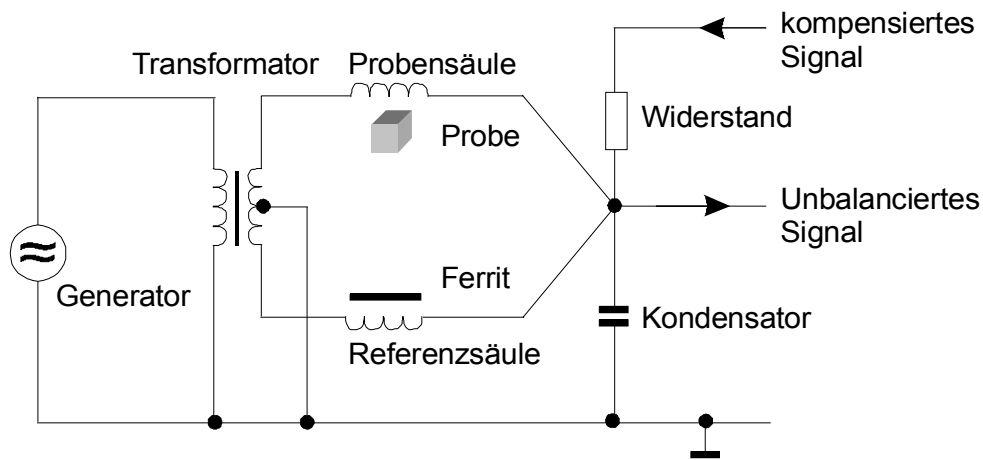 kompensiertes
Signal
Transformator
Probensäule
Widerstand
Probe
Unbalanciertes
Signal
Generator
Ferrit
Kondensator
Referenzsäule